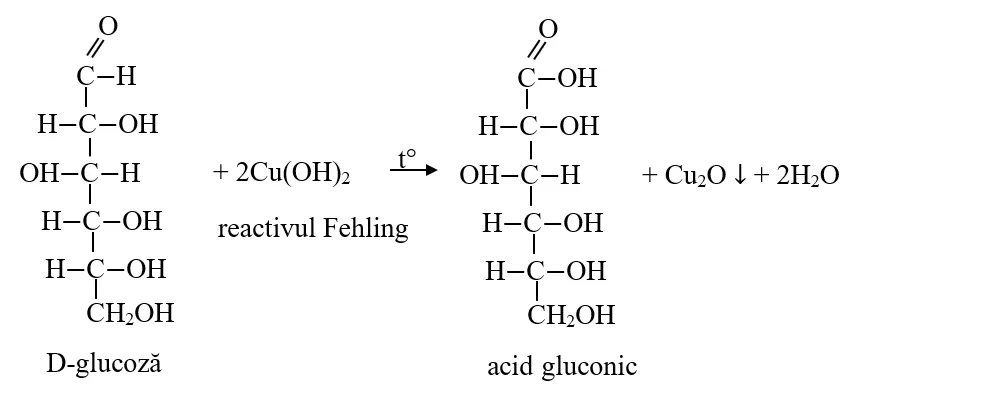 O O
C–H C–OH
H–C–OH H–C–OH
OH–C–H + 2Cu(OH)₂ t° → OH–C–H + Cu₂O ↓ + 2H₂O
H–C–OH reactivul Fehling H–C–OH
H–C–OH H–C–OH
CH₂OH CH₂OH
D-glucoză acid gluconic